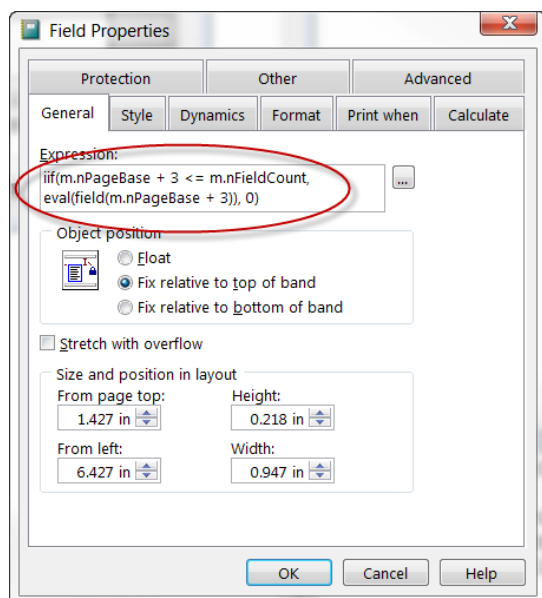 Field Properties
Protection Other Advanced
General Style Dynamics Format Print when Calculate
Expression:
iif(m.nPageBase + 3 <= m.nFieldCount,
eval(field(m.nPageBase + 3)), 0)
...
Object position
Float
Fix relative to top of band
Fix relative to bottom of band
Stretch with overflow
Size and position in layout
From page top: Height:
1.427 in 0.218 in
From left: Width:
6.427 in 0.947 in
OK Cancel Help